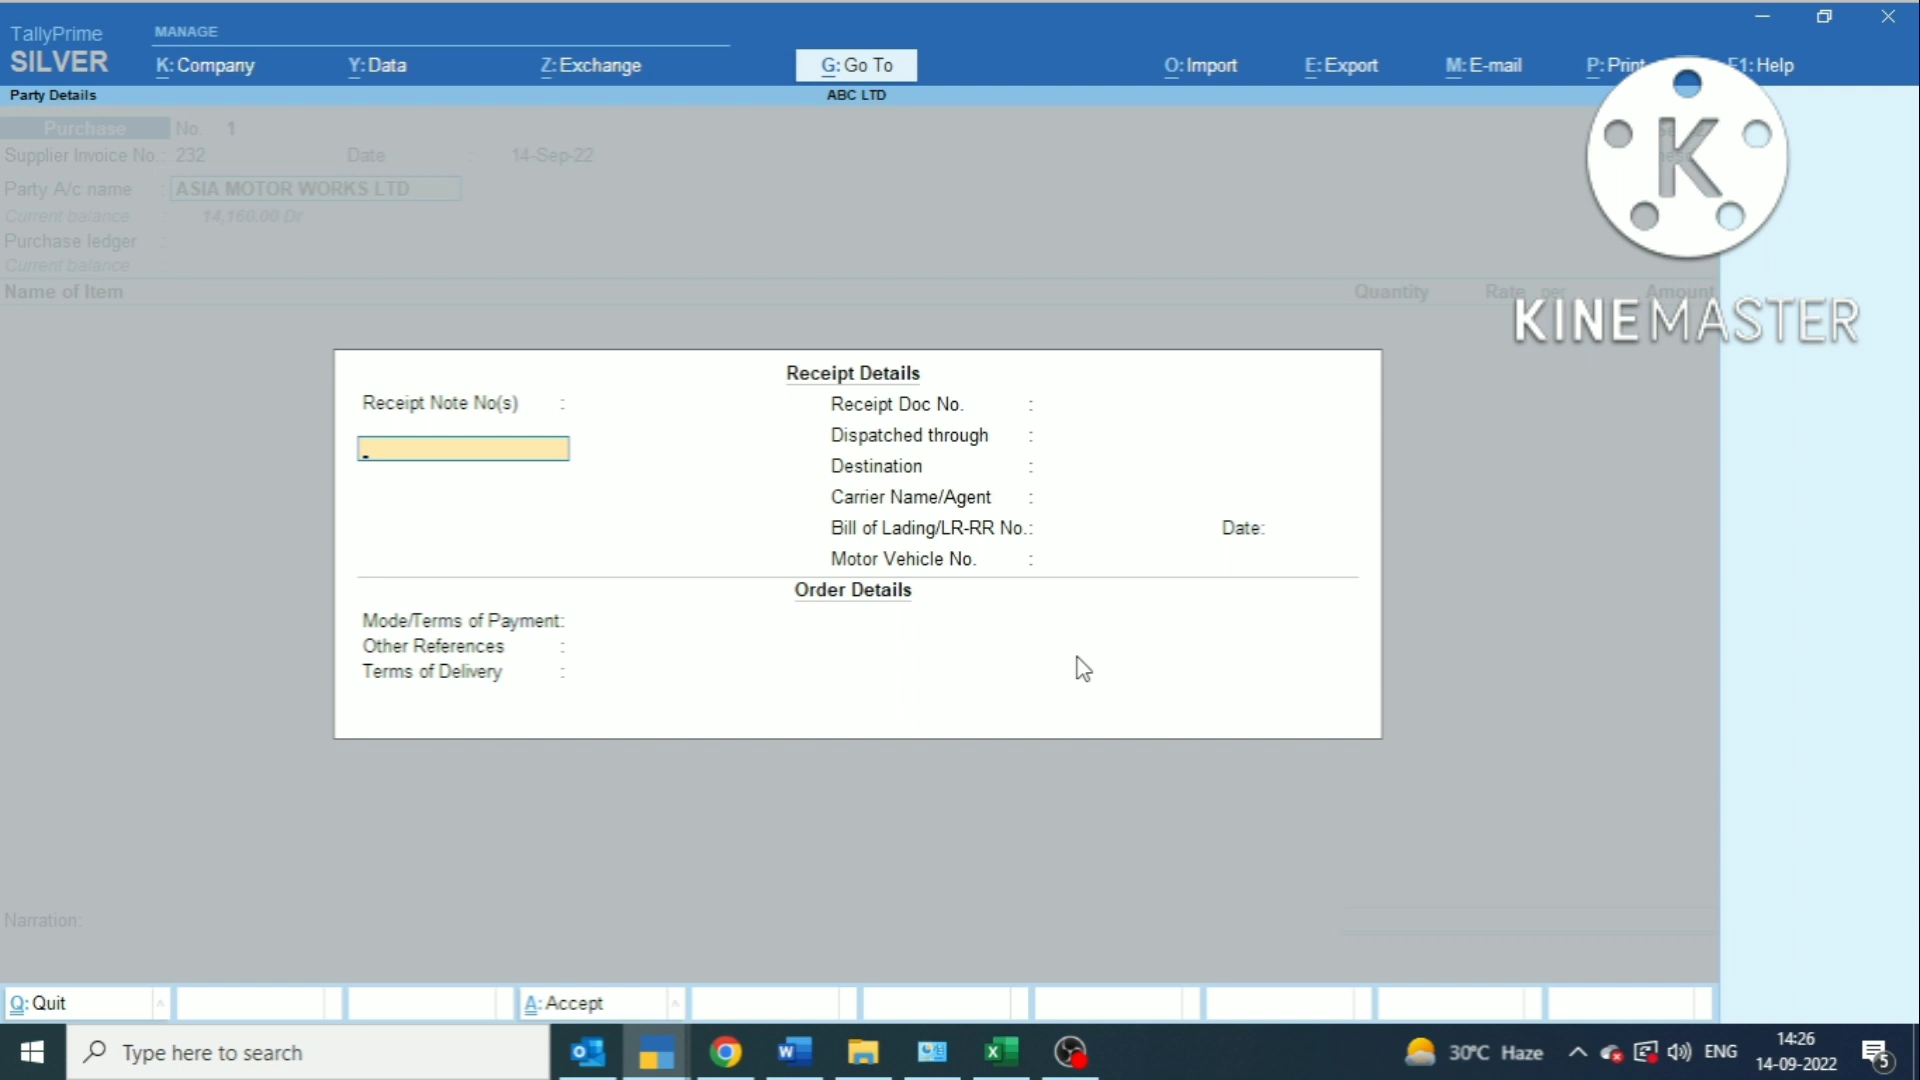 TallyPrime
SILVER
MANAGE
K: Company
Y: Data
Z: Exchange
G: Go To
O: Import
E: Export
M: E-mail
P: Print
F1: Help
Party Details
ABC LTD
Purchase No. 1
Supplier Invoice No.: 232 Date : 14-Sep-22
Party A/c name : ASIA MOTOR WORKS LTD
Current balance : 14,160.00 Dr
Purchase ledger :
Current balance
Name of Item Quantity Rate per Amount
K
KINEMASTER
Receipt Details
Receipt Note No(s) :
Receipt Doc No. :
Dispatched through :
Destination :
Carrier Name/Agent :
Bill of Lading/LR-RR No.: Date:
Motor Vehicle No. :
Order Details
Mode/Terms of Payment:
Other References :
Terms of Delivery :
Narration:
Q: Quit
A: Accept
Type here to search
30°C Haze
ENG
14:26
14-09-2022
5